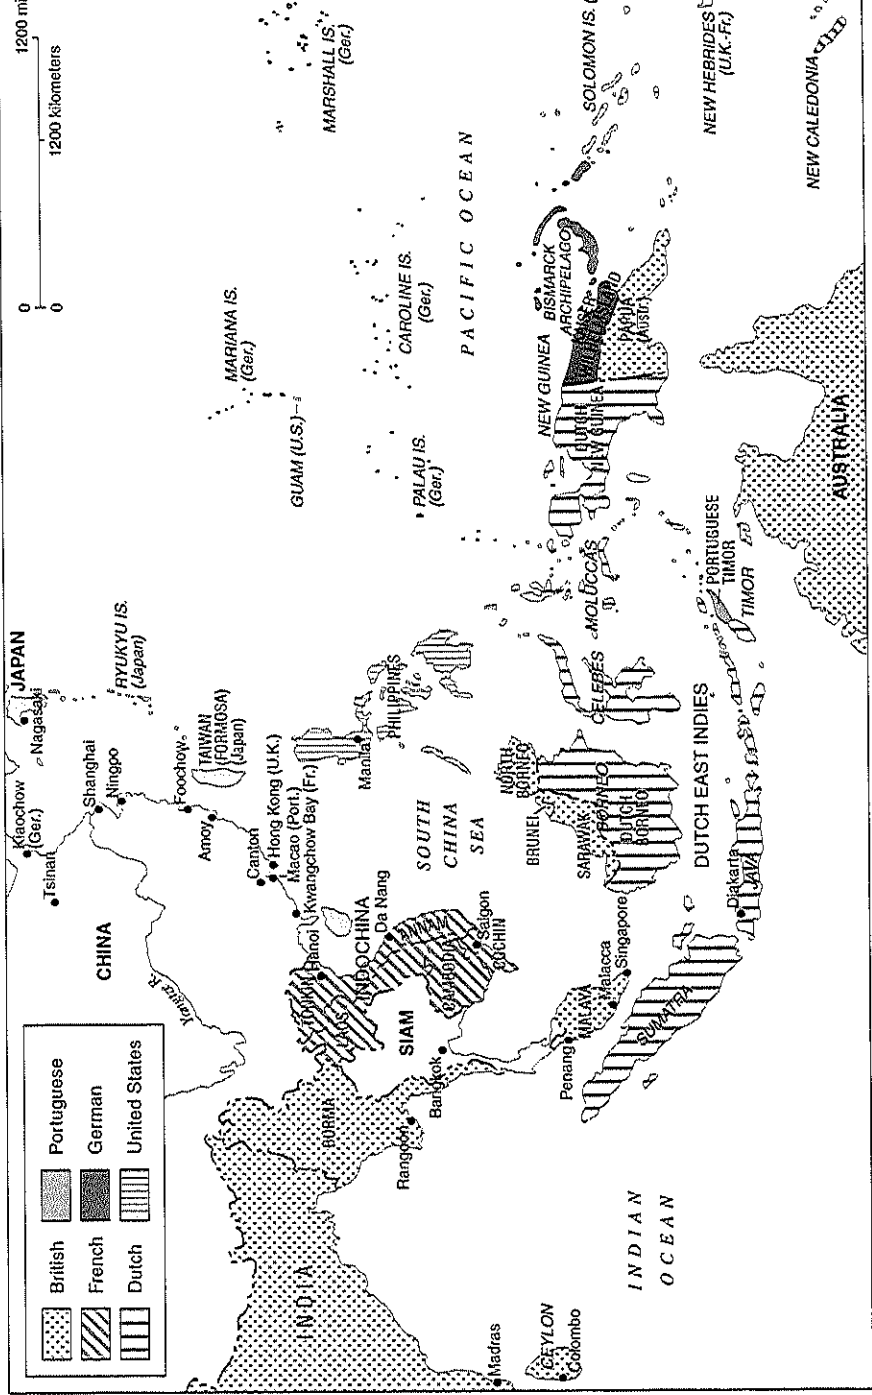 British
French
Dutch
Portuguese
German
United States
0
1200 kilometers
0
1200 mi
CHINA
Yangtze R.
Kiaochow
(Ger.)
Tsinan
JAPAN
Nagasaki
Shanghai
Ningpo
RYUKYU IS.
(Japan)
Foochow
TAIWAN
(FORMOSA)
(Japan)
Amoy
Canton
Hong Kong (U.K.)
Macao (Port.)
Kwangchow Bay (Fr.)
MARIANA IS.
(Ger.)
GUAM (U.S.)
MARSHALL IS.
(Ger.)
CAROLINE IS.
(Ger.)
PALAU IS.
(Ger.)
PACIFIC OCEAN
INDIA
BURMA
Rangoon
Madras
CEYLON
Colombo
INDIAN
OCEAN
TONKIN
Hanoi
LAOS
INDOCHINA
Da Nang
ANNAM
CAMBODIA
Saigon
COCHIN
SIAM
Bangkok
SOUTH
CHINA
SEA
Manila
PHILIPPINES
Penang
MALAYA
Malacca
Singapore
SUMATRA
BRUNEI
NORTH
BORNEO
SARAWAK
BORNEO
DUTCH
BORNEO
CELEBES
MOLUCCAS
DUTCH EAST INDIES
Djakarta
JAVA
PORTUGUESE
TIMOR
TIMOR
NEW GUINEA
DUTCH
NEW GUINEA
BISMARCK
ARCHIPELAGO
PAPUA
(Austr.)
SOLOMON IS. (
NEW HEBRIDES
(U.K.-Fr.)
NEW CALEDONIA
AUSTRALIA